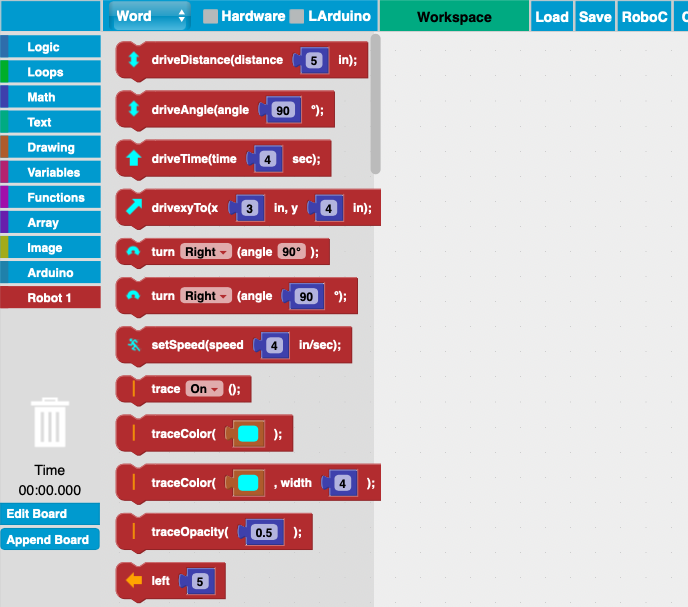 Word Hardware LArduino Workspace Load Save RoboC
Logic
Loops
Math
Text
Drawing
Variables
Functions
Array
Image
Arduino
Robot 1
Time
00:00.000
Edit Board
Append Board
driveDistance(distance 5 in);
driveAngle(angle 90 °);
driveTime(time 4 sec);
drivexyTo(x 3 in, y 4 in);
turn Right (angle 90° );
turn Right (angle 90 °);
setSpeed(speed 4 in/sec);
trace On ();
traceColor( );
traceColor( , width 4 );
traceOpacity( 0.5 );
left 5